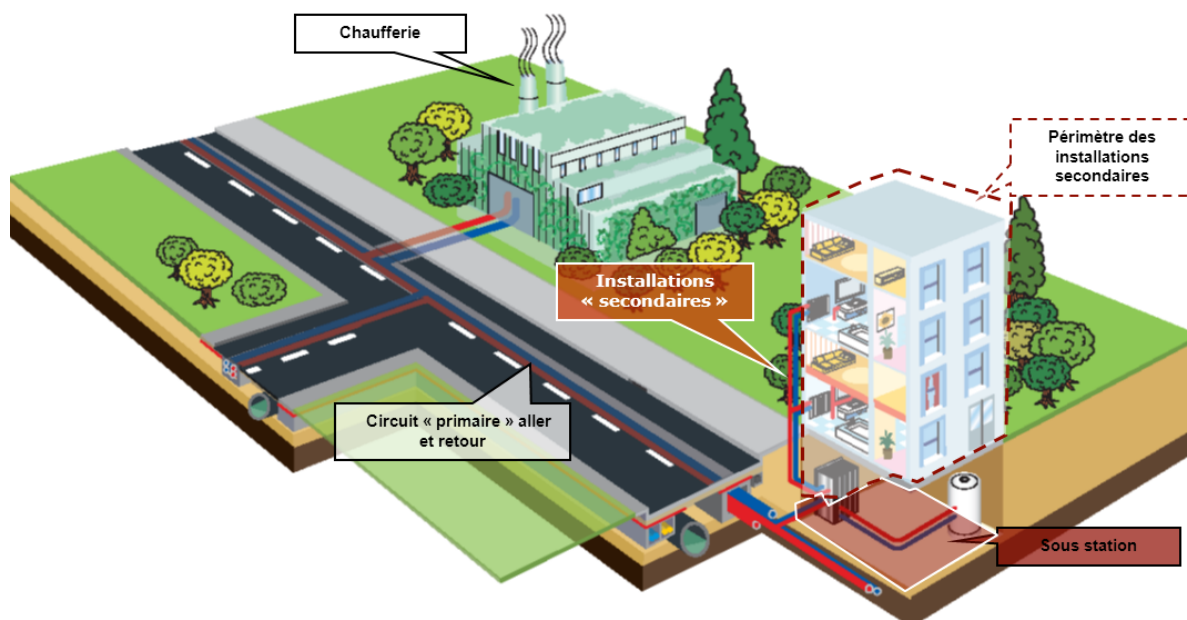 Chaufferie
Périmètre des
installations
secondaires
Installations
« secondaires »
Circuit « primaire » aller
et retour
Sous station